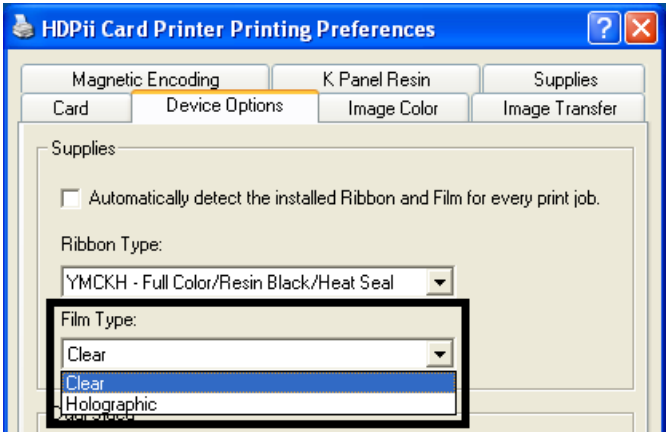 HDPii Card Printer Printing Preferences
Magnetic Encoding K Panel Resin Supplies
Card Device Options Image Color Image Transfer
Supplies
Automatically detect the installed Ribbon and Film for every print job.
Ribbon Type:
YMCKH - Full Color/Resin Black/Heat Seal
Film Type:
Clear
Clear
Holographic